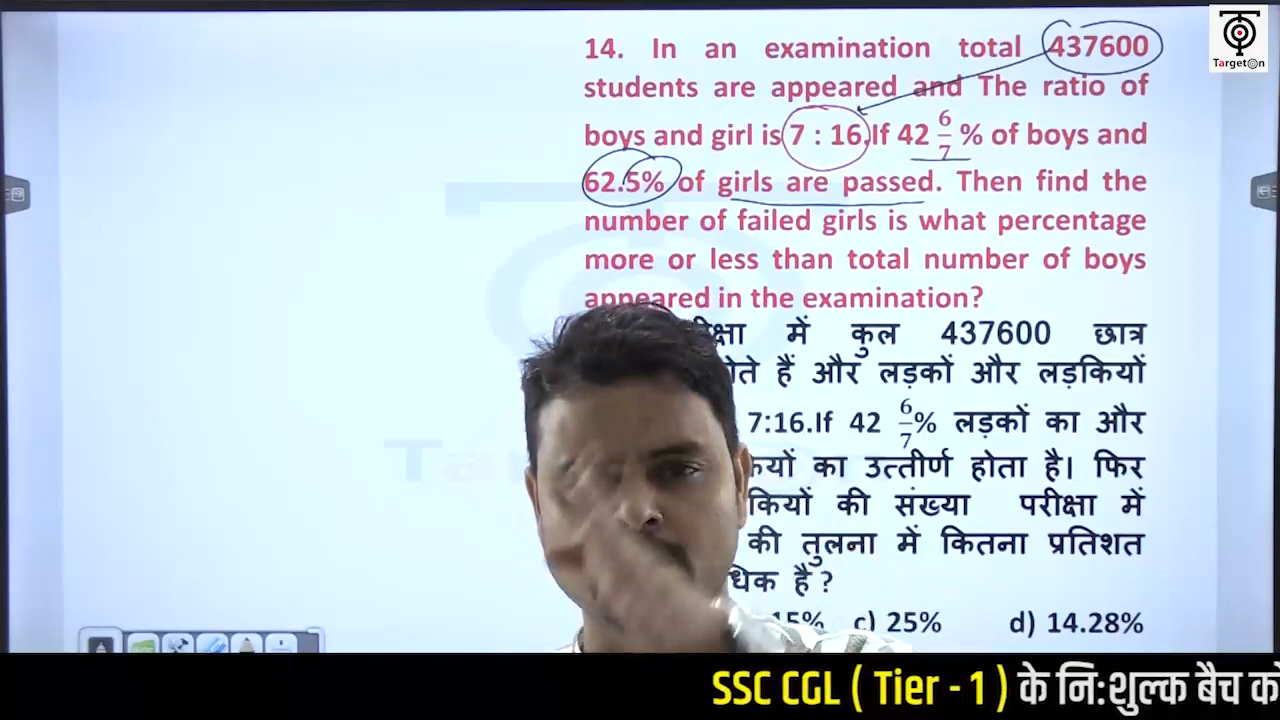 14. In an examination total 437600
students are appeared and The ratio of
boys and girl is 7 : 16.If 42 6/7 % of boys and
62.5% of girls are passed. Then find the
number of failed girls is what percentage
more or less than total number of boys
appeared in the examination?
में कुल 437600 छात्र
हैं और लड़कों और लड़कियों
7:16.If 42 6/7% लड़कों का और
का उत्तीर्ण होता है। फिर
की संख्या परीक्षा में
की तुलना में कितना प्रतिशत
है ?
15% c) 25% d) 14.28%
TargetOn
SSC CGL ( Tier - 1 ) के नि:शुल्क बैच को